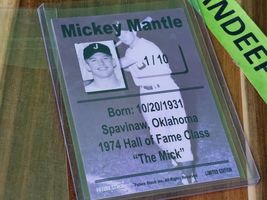 Mickey Mantle
1/10
Born: 10/20/1931
Spavinaw, Oklahoma
1974 Hall of Fame Class
"The Mick"
LIMITED EDITION
ANDEE